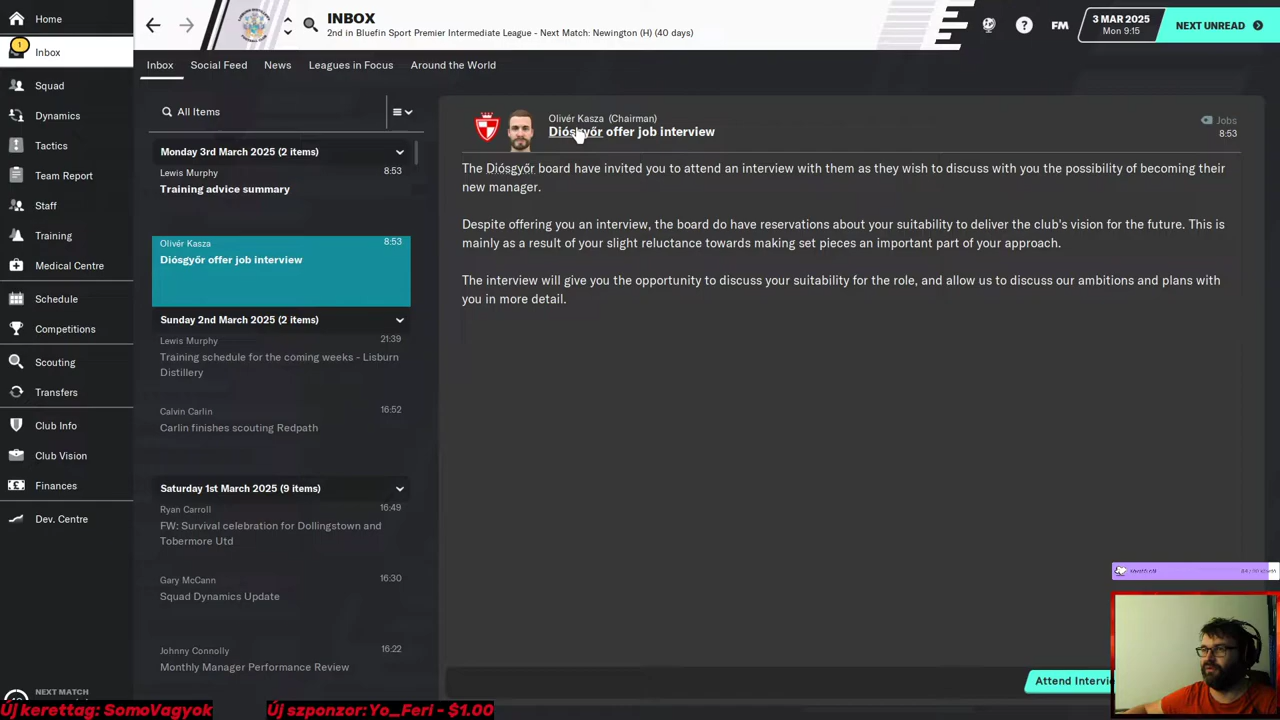 Home
INBOX
2nd in Bluefin Sport Premier Intermediate League - Next Match: Newington (H) (40 days)
FM
3 MAR 2025
Mon 9:15
NEXT UNREAD
1
Inbox
Squad
Dynamics
Tactics
Team Report
Staff
Training
Medical Centre
Schedule
Competitions
Scouting
Transfers
Club Info
Club Vision
Finances
Dev. Centre
NEXT MATCH
Inbox
Social Feed
News
Leagues in Focus
Around the World
All Items
Monday 3rd March 2025 (2 items)
Lewis Murphy 8:53
Training advice summary
Olivér Kasza 8:53
Diósgyőr offer job interview
Sunday 2nd March 2025 (2 items)
Lewis Murphy 21:39
Training schedule for the coming weeks - Lisburn
Distillery
Calvin Carlin 16:52
Carlin finishes scouting Redpath
Saturday 1st March 2025 (9 items)
Ryan Carroll 16:49
FW: Survival celebration for Dollingstown and
Tobermore Utd
Gary McCann 16:30
Squad Dynamics Update
Johnny Connolly 16:22
Monthly Manager Performance Review
Olivér Kasza (Chairman)
Diósgyőr offer job interview
Jobs
8:53
The Diósgyőr board have invited you to attend an interview with them as they wish to discuss with you the possibility of becoming their
new manager.
Despite offering you an interview, the board do have reservations about your suitability to deliver the club's vision for the future. This is
mainly as a result of your slight reluctance towards making set pieces an important part of your approach.
The interview will give you the opportunity to discuss your suitability for the role, and allow us to discuss our ambitions and plans with
you in more detail.
Attend Intervi
Új kerettag: SomoVagyok
Új szponzor: Yo_Feri - $1.00